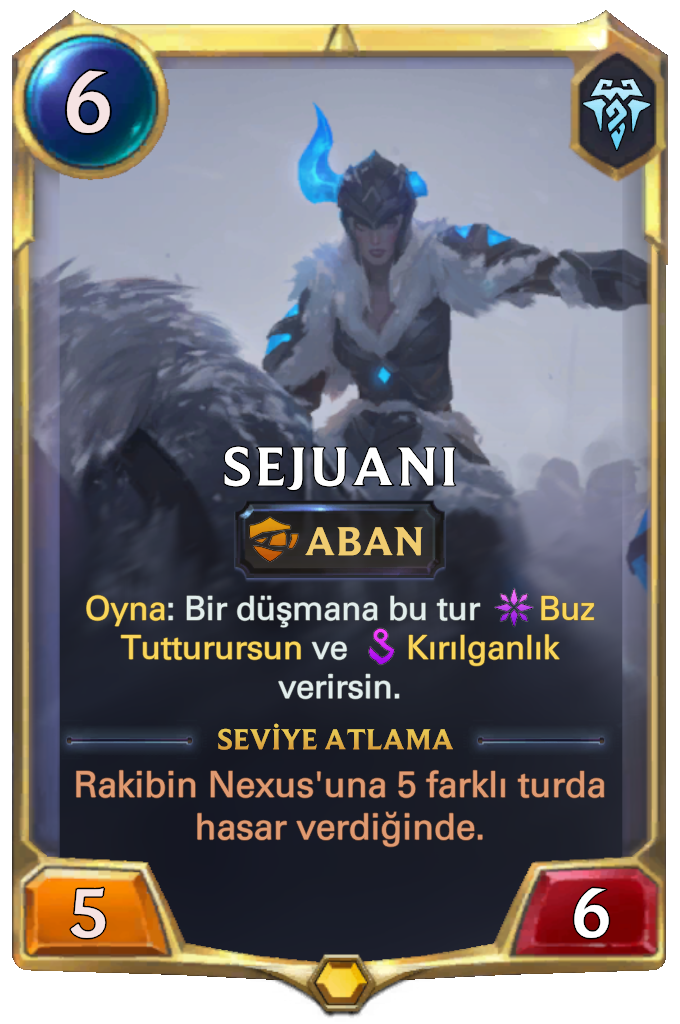 6
SEJUANI
ABAN
Oyna: Bir düşmana bu tur Buz
Tutturursun ve Kırılganlık
verirsin.
SEVİYE ATLAMA
Rakibin Nexus'una 5 farklı turda
hasar verdiğinde.
5
6